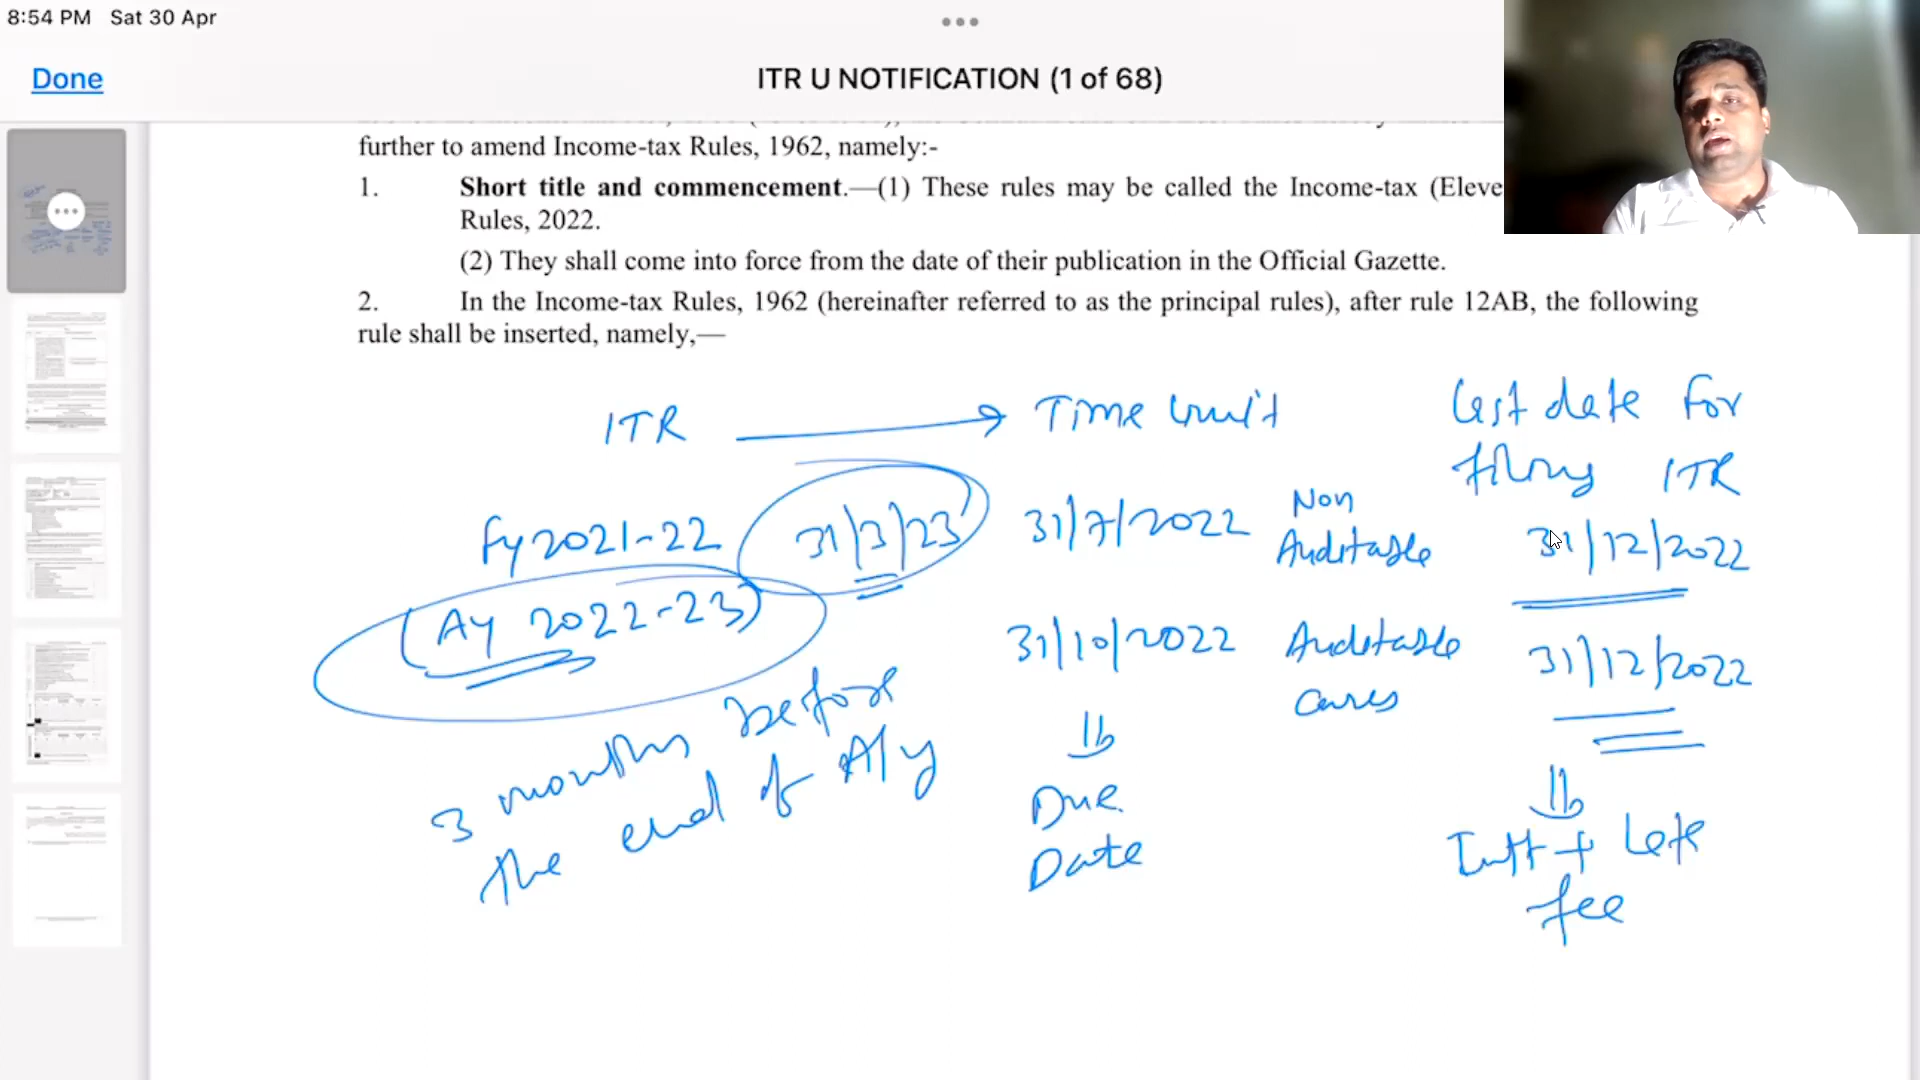 8:54 PM Sat 30 Apr
Done
ITR U NOTIFICATION (1 of 68)
further to amend Income-tax Rules, 1962, namely:-
1. Short title and commencement.—(1) These rules may be called the Income-tax (Eleve
Rules, 2022.
(2) They shall come into force from the date of their publication in the Official Gazette.
2. In the Income-tax Rules, 1962 (hereinafter referred to as the principal rules), after rule 12AB, the following
rule shall be inserted, namely,—
ITR Time limit
Last date for
filing ITR
Fy 2021-22 31/3/23 31/7/2022 Non
Auditable 31/12/2022
(AY 2022-23)
31/10/2022 Auditable 31/12/2022
cases
3 months before
the end of A/y
Due
Date
Intt + Late
fee